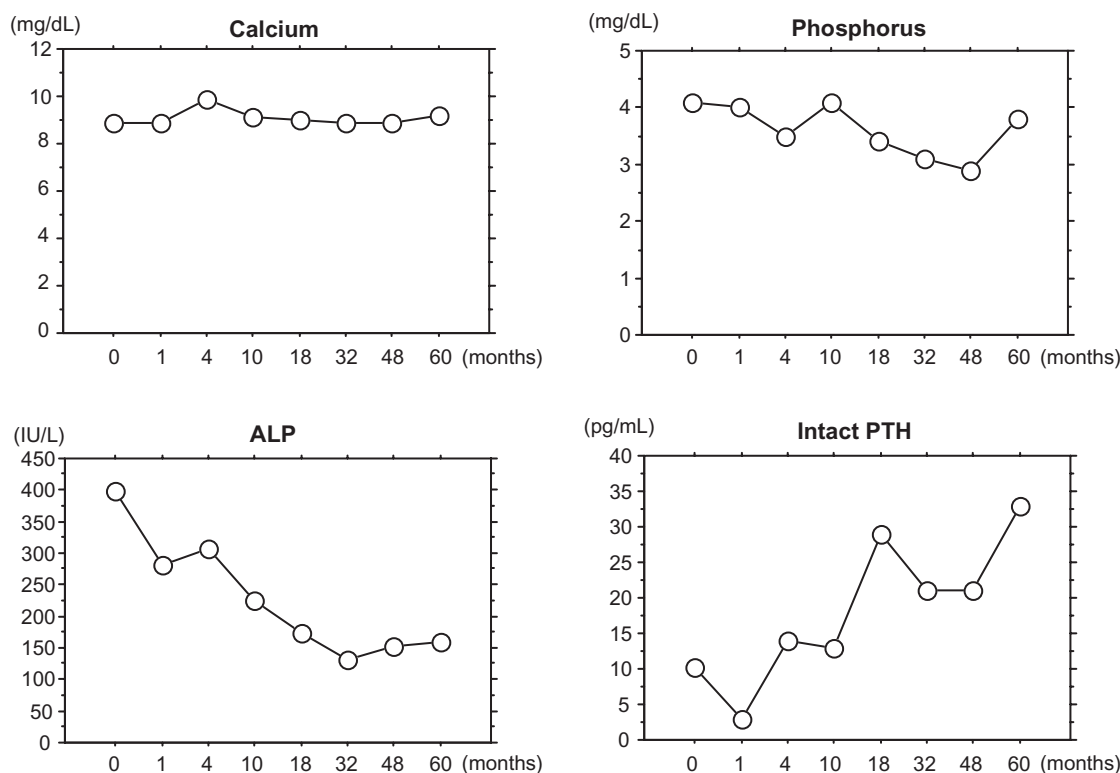 (mg/dL)
Calcium
12
10
8
6
4
2
0
0 1 4 10 18 32 48 60 (months)
(mg/dL)
Phosphorus
5
4
3
2
1
0
0 1 4 10 18 32 48 60 (months)
(IU/L)
ALP
450
400
350
300
250
200
150
100
50
0
0 1 4 10 18 32 48 60 (months)
(pg/mL)
Intact PTH
40
35
30
25
20
15
10
5
0
0 1 4 10 18 32 48 60 (months)